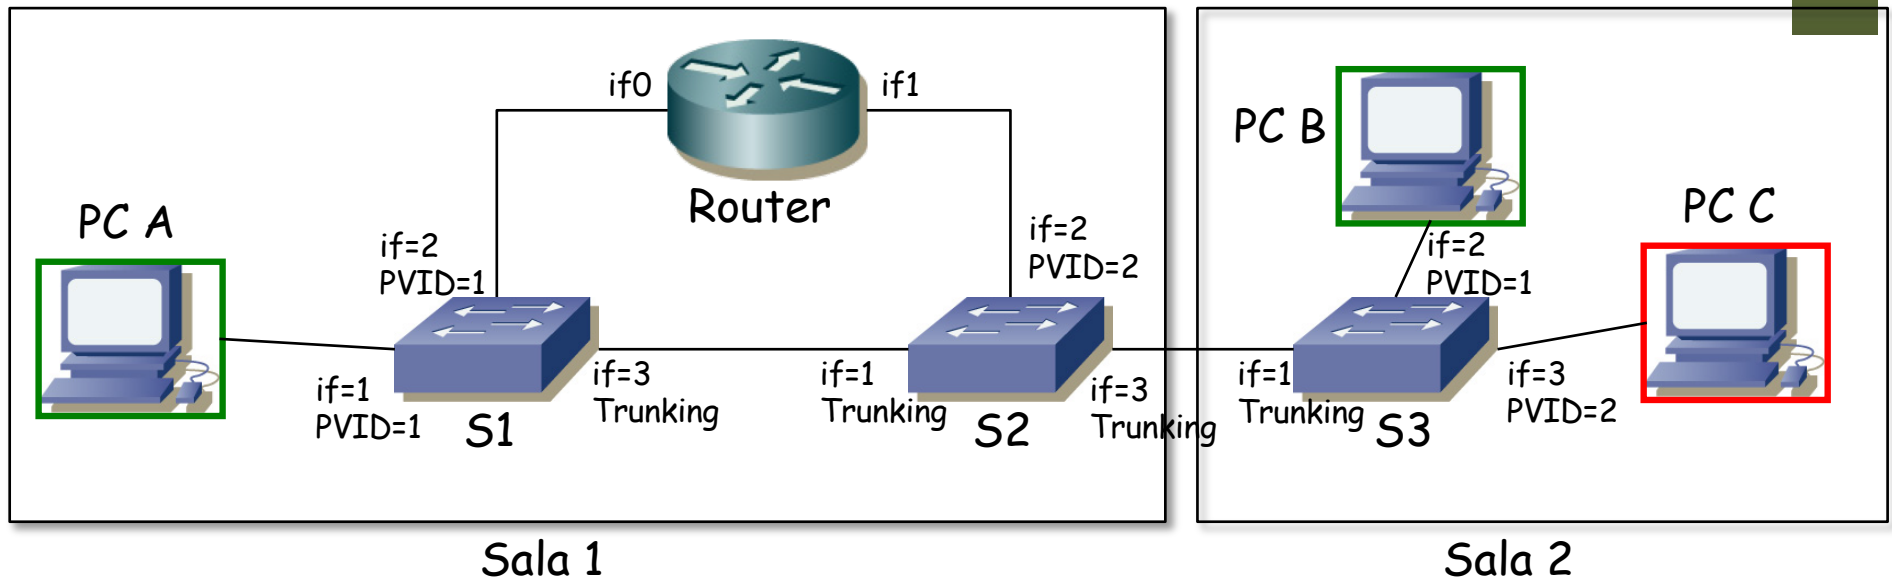 if0
if1
Router
PC A
if=2
PVID=1
if=1
PVID=1
S1
if=3
Trunking
if=2
PVID=2
if=1
Trunking
S2
if=3
Trunking
PC B
PC C
if=2
PVID=1
if=1
Trunking
S3
if=3
PVID=2
Sala 1
Sala 2